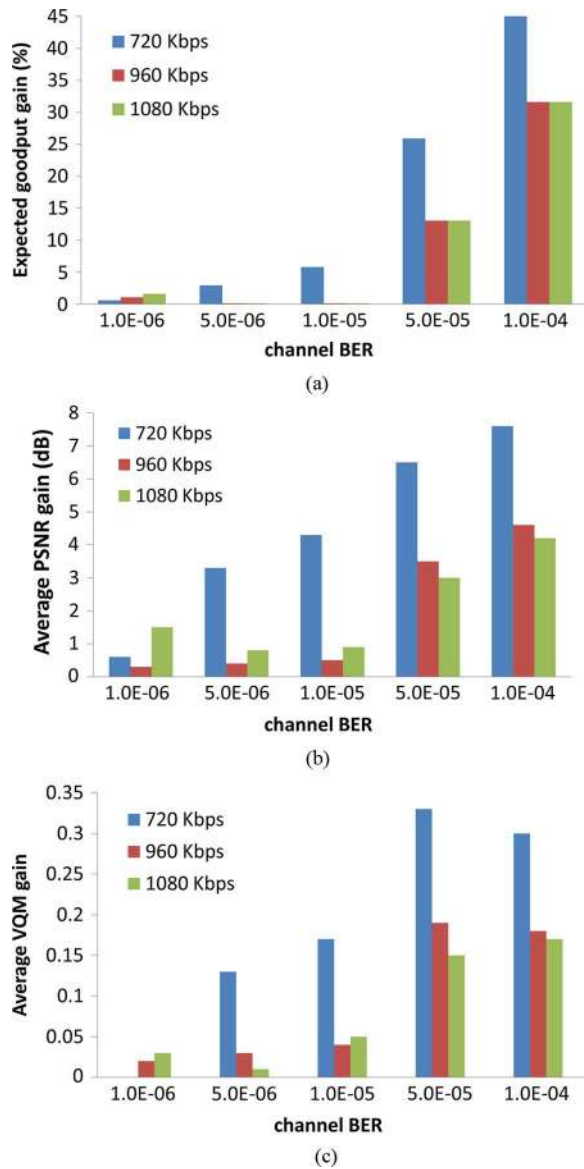 Expected goodput gain (%)
45
40
35
30
25
20
15
10
5
0
720 Kbps
960 Kbps
1080 Kbps
1.0E-06 5.0E-06 1.0E-05 5.0E-05 1.0E-04
channel BER
(a)
Average PSNR gain (dB)
8
7
6
5
4
3
2
1
0
720 Kbps
960 Kbps
1080 Kbps
1.0E-06 5.0E-06 1.0E-05 5.0E-05 1.0E-04
channel BER
(b)
Average VQM gain
0.35
0.3
0.25
0.2
0.15
0.1
0.05
0
720 Kbps
960 Kbps
1080 Kbps
1.0E-06 5.0E-06 1.0E-05 5.0E-05 1.0E-04
channel BER
(c)